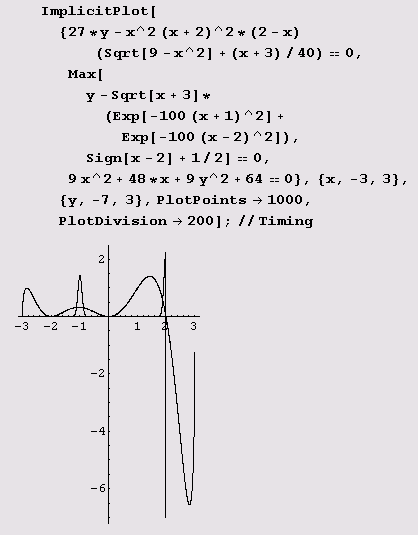 ImplicitPlot[
{27*y-x^2 (x+2)^2*(2-x)
(Sqrt[9-x^2]+(x+3)/40)==0,
Max[
y-Sqrt[x+3]*
(Exp[-100 (x+1)^2]+
Exp[-100 (x-2)^2]),
Sign[x-2]+1/2]==0,
9x^2+48*x+9y^2+64==0}, {x, -3, 3},
{y, -7, 3}, PlotPoints→1000,
PlotDivision→200]; //Timing
2
-3 -2 -1 1 2 3
-2
-4
-6